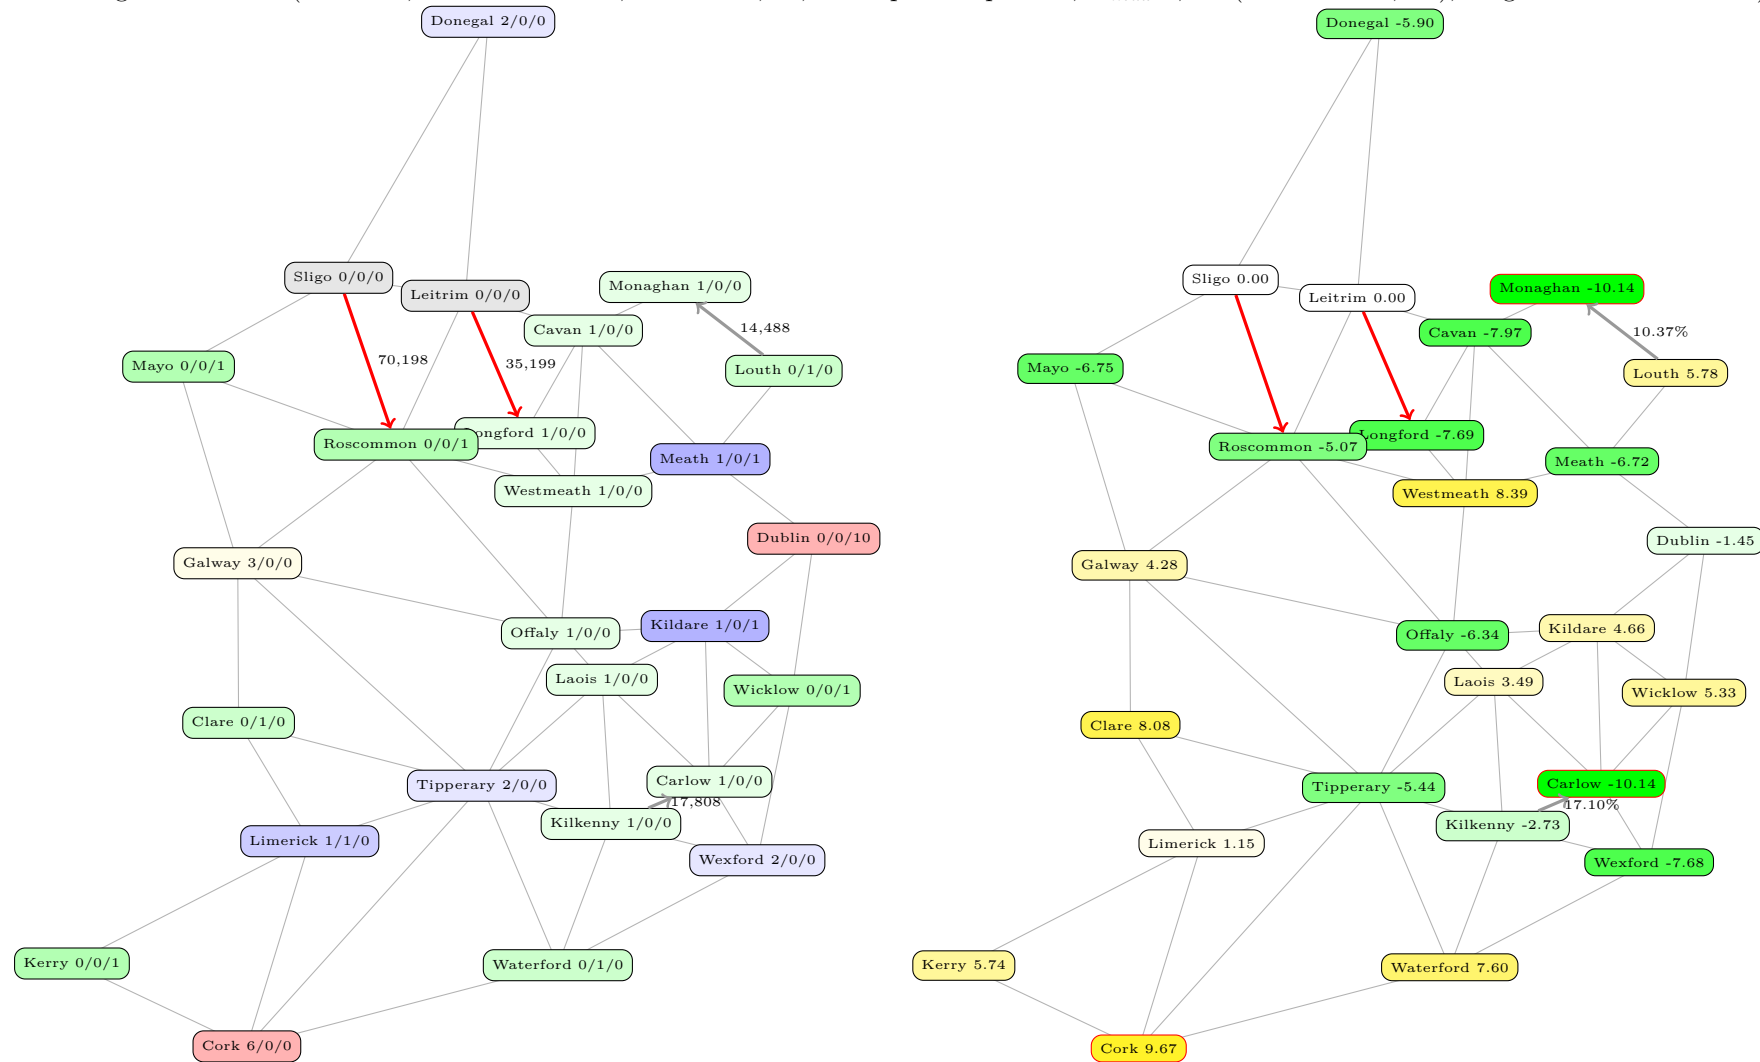 Donegal 2/0/0
Sligo 0/0/0
Leitrim 0/0/0
Monaghan 1/0/0
Cavan 1/0/0
14,488
Mayo 0/0/1
70,198
35,199
Louth 0/1/0
Roscommon 0/0/1
Longford 1/0/0
Meath 1/0/1
Westmeath 1/0/0
Dublin 0/0/10
Galway 3/0/0
Offaly 1/0/0
Kildare 1/0/1
Laois 1/0/0
Wicklow 0/0/1
Clare 0/1/0
Tipperary 2/0/0
Carlow 1/0/0
17,808
Kilkenny 1/0/0
Limerick 1/1/0
Wexford 2/0/0
Kerry 0/0/1
Waterford 0/1/0
Cork 6/0/0
Donegal -5.90
Sligo 0.00
Leitrim 0.00
Monaghan -10.14
Cavan -7.97
10.37%
Mayo -6.75
Louth 5.78
Roscommon -5.07
Longford -7.69
Meath -6.72
Westmeath 8.39
Dublin -1.45
Galway 4.28
Offaly -6.34
Kildare 4.66
Laois 3.49
Wicklow 5.33
Clare 8.08
Tipperary -5.44
Carlow -10.14
17.10%
Kilkenny -2.73
Limerick 1.15
Wexford -7.68
Kerry 5.74
Waterford 7.60
Cork 9.67